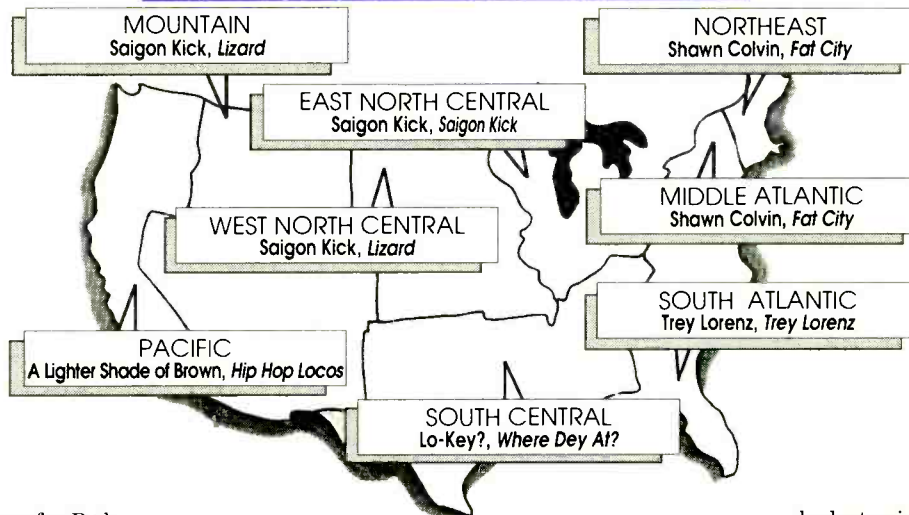 MOUNTAIN
Saigon Kick, Lizard
NORTHEAST
Shawn Colvin, Fat City
EAST NORTH CENTRAL
Saigon Kick, Saigon Kick
MIDDLE ATLANTIC
Shawn Colvin, Fat City
WEST NORTH CENTRAL
Saigon Kick, Lizard
SOUTH ATLANTIC
Trey Lorenz, Trey Lorenz
PACIFIC
A Lighter Shade of Brown, Hip Hop Locos
SOUTH CENTRAL
Lo-Key?, Where Dey At?